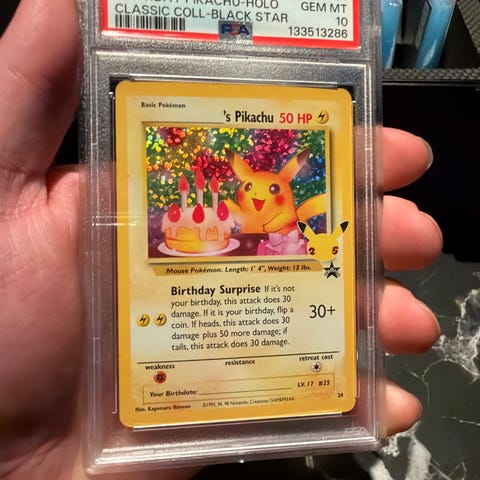 PIKACHU-HOLO
GEM MT
CLASSIC COLL-BLACK STAR
10
PSA
133513286
Basic Pokémon
's Pikachu 50 HP
25
Mouse Pokémon. Length: 1' 4", Weight: 13 lbs.
Birthday Surprise If it's not
your birthday, this attack does 30
damage. If it is your birthday, flip a
coin. If heads, this attack does 30
damage plus 50 more damage; if
tails, this attack does 30 damage.
30+
weakness
resistance
retreat cost
Your Birthdate:
LV. 17 #25
Illus. Kagemaru Himeno
©1995, 96, 98 Nintendo, Creatures, GAMEFREAK.
24